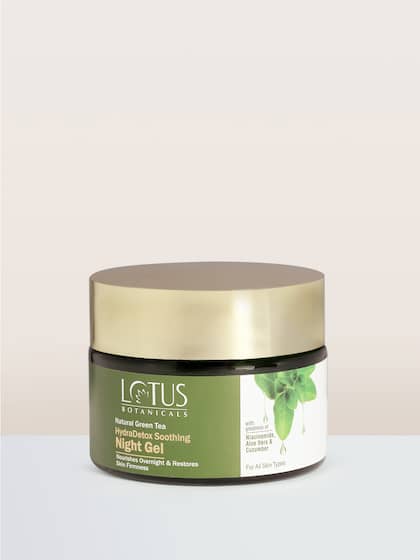 LOTUS
BOTANICALS
Natural Green Tea
HydraDetox Soothing
Night Gel
Nourishes Overnight & Restores
Skin Firmness
with
goodness of
Niacinamide,
Aloe Vera &
Cucumber
For All Skin Types